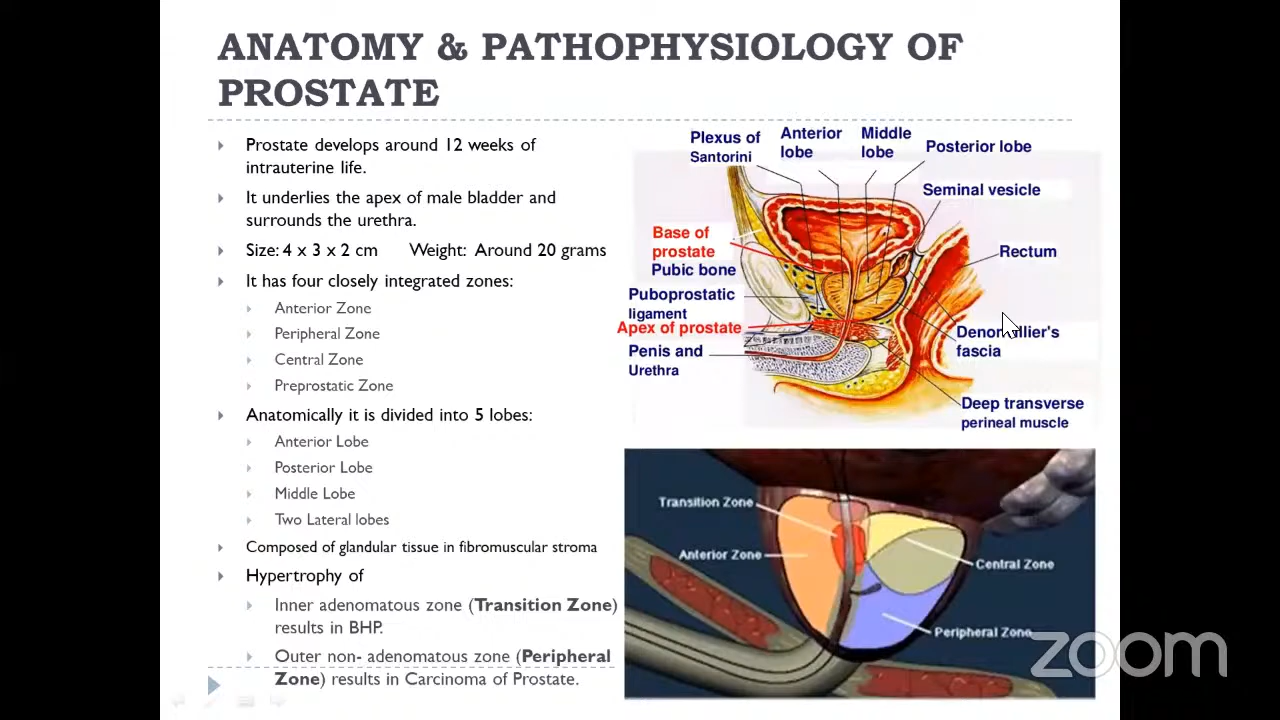 ANATOMY & PATHOPHYSIOLOGY OF
PROSTATE
Prostate develops around 12 weeks of
intrauterine life.
It underlies the apex of male bladder and
surrounds the urethra.
Size: 4 x 3 x 2 cm Weight: Around 20 grams
It has four closely integrated zones:
Anterior Zone
Peripheral Zone
Central Zone
Preprostatic Zone
Anatomically it is divided into 5 lobes:
Anterior Lobe
Posterior Lobe
Middle Lobe
Two Lateral lobes
Composed of glandular tissue in fibromuscular stroma
Hypertrophy of
Inner adenomatous zone (Transition Zone)
results in BHP.
Outer non- adenomatous zone (Peripheral
Zone) results in Carcinoma of Prostate.
Plexus of
Santorini
Anterior
lobe
Middle
lobe
Posterior lobe
Seminal vesicle
Base of
prostate
Rectum
Pubic bone
Puboprostatic
ligament
Apex of prostate
fascia
Penis and
Urethra
Deep transverse
perineal muscle
Transition Zone
Anterior Zone
Central Zone
Peripheral Zone
zoom